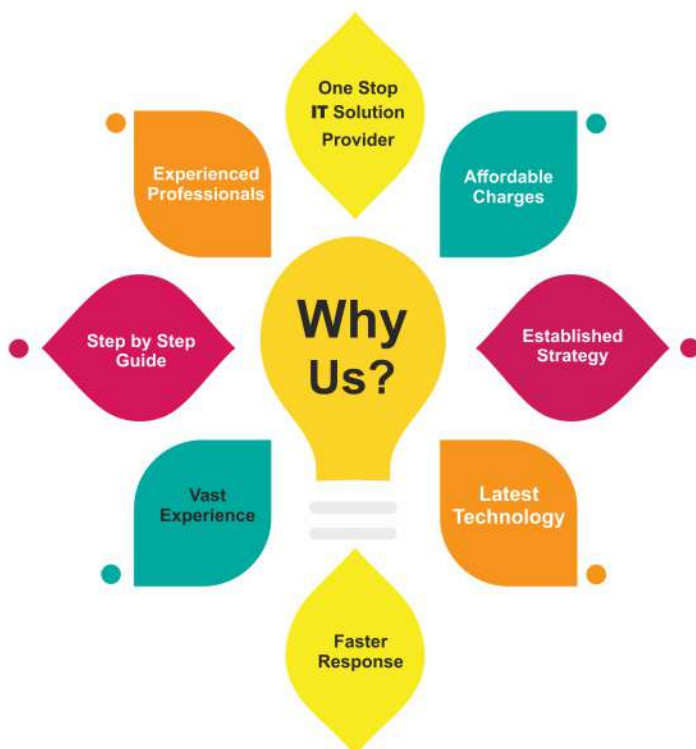 One Stop
IT Solution
Provider
Experienced
Professionals
Affordable
Charges
Why
Us?
Step by Step
Guide
Established
Strategy
Vast
Experience
Latest
Technology
Faster
Response